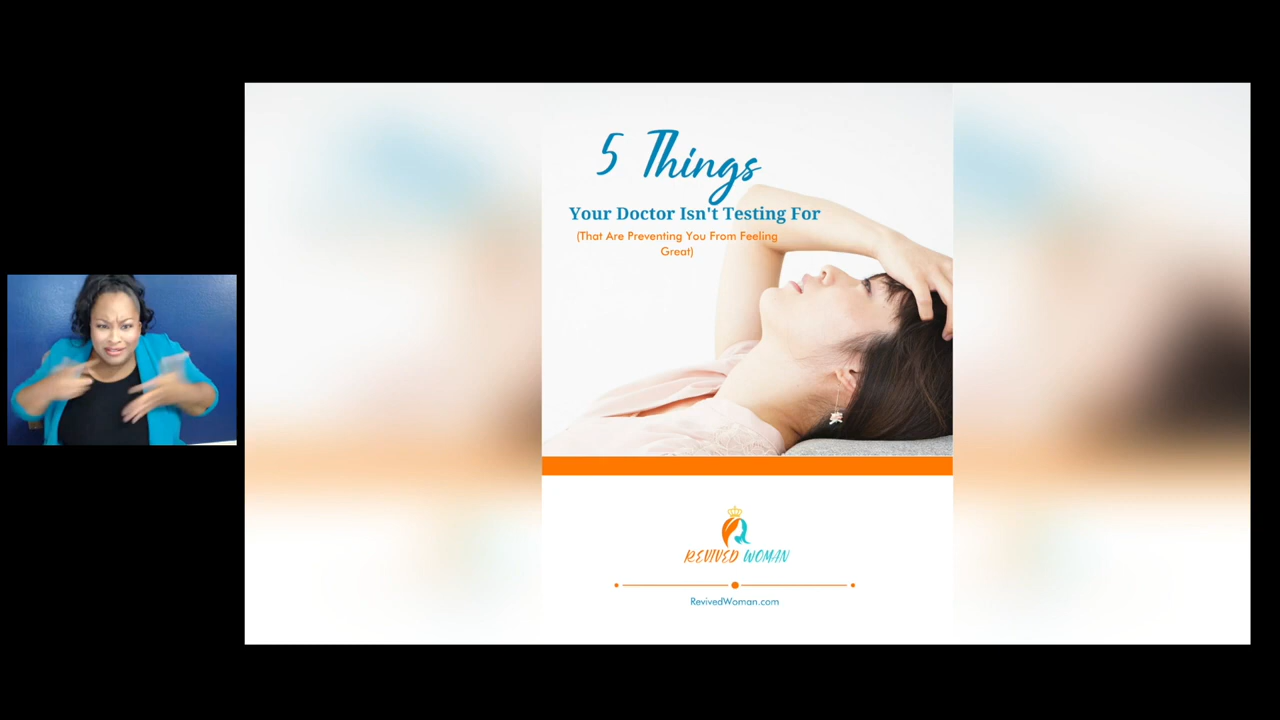 5 Things
Your Doctor Isn't Testing For
(That Are Preventing You From Feeling
Great)
REVIVED WOMAN
RevivedWoman.com